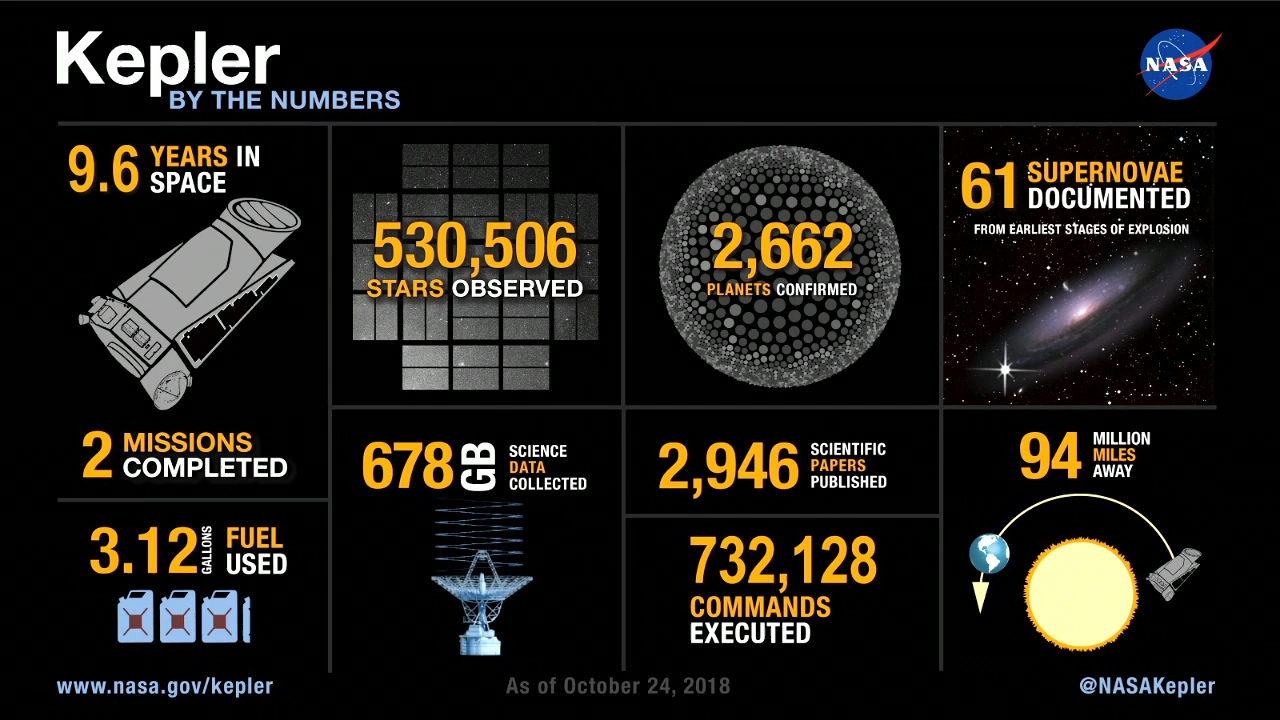 Kepler
BY THE NUMBERS
NASA
9.6 YEARS IN
SPACE
2 MISSIONS
COMPLETED
3.12 GALLONS FUEL
USED
530,506
STARS OBSERVED
678 GB SCIENCE
DATA
COLLECTED
2,662
PLANETS CONFIRMED
2,946 SCIENTIFIC
PAPERS
PUBLISHED
732,128
COMMANDS
EXECUTED
61 SUPERNOVAE
DOCUMENTED
FROM EARLIEST STAGES OF EXPLOSION
94 MILLION
MILES
AWAY
www.nasa.gov/kepler
As of October 24, 2018
@NASAKepler